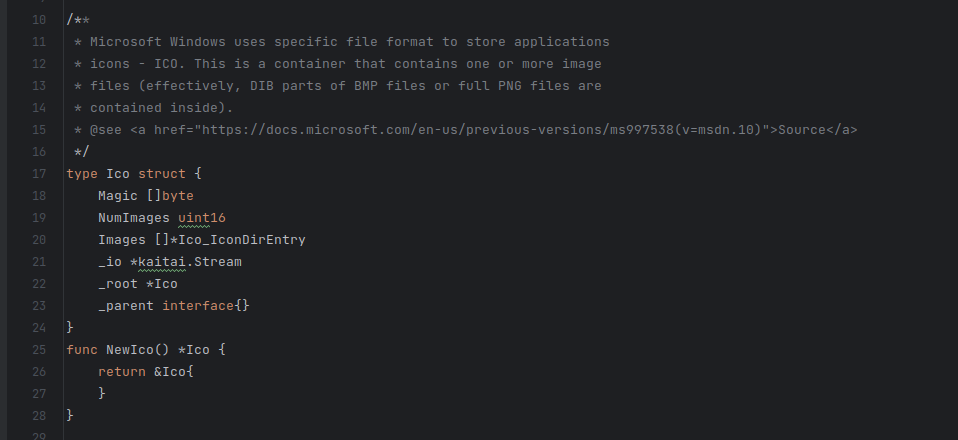 10 /**
11  * Microsoft Windows uses specific file format to store applications
12  * icons - ICO. This is a container that contains one or more image
13  * files (effectively, DIB parts of BMP files or full PNG files are
14  * contained inside).
15  * @see <a href="https://docs.microsoft.com/en-us/previous-versions/ms997538(v=msdn.10)">Source</a>
16  */
17 type Ico struct {
18     Magic []byte
19     NumImages uint16
20     Images []*Ico_IconDirEntry
21     _io *kaitai.Stream
22     _root *Ico
23     _parent interface{}
24 }
25 func NewIco() *Ico {
26     return &Ico{
27     }
28 }
29